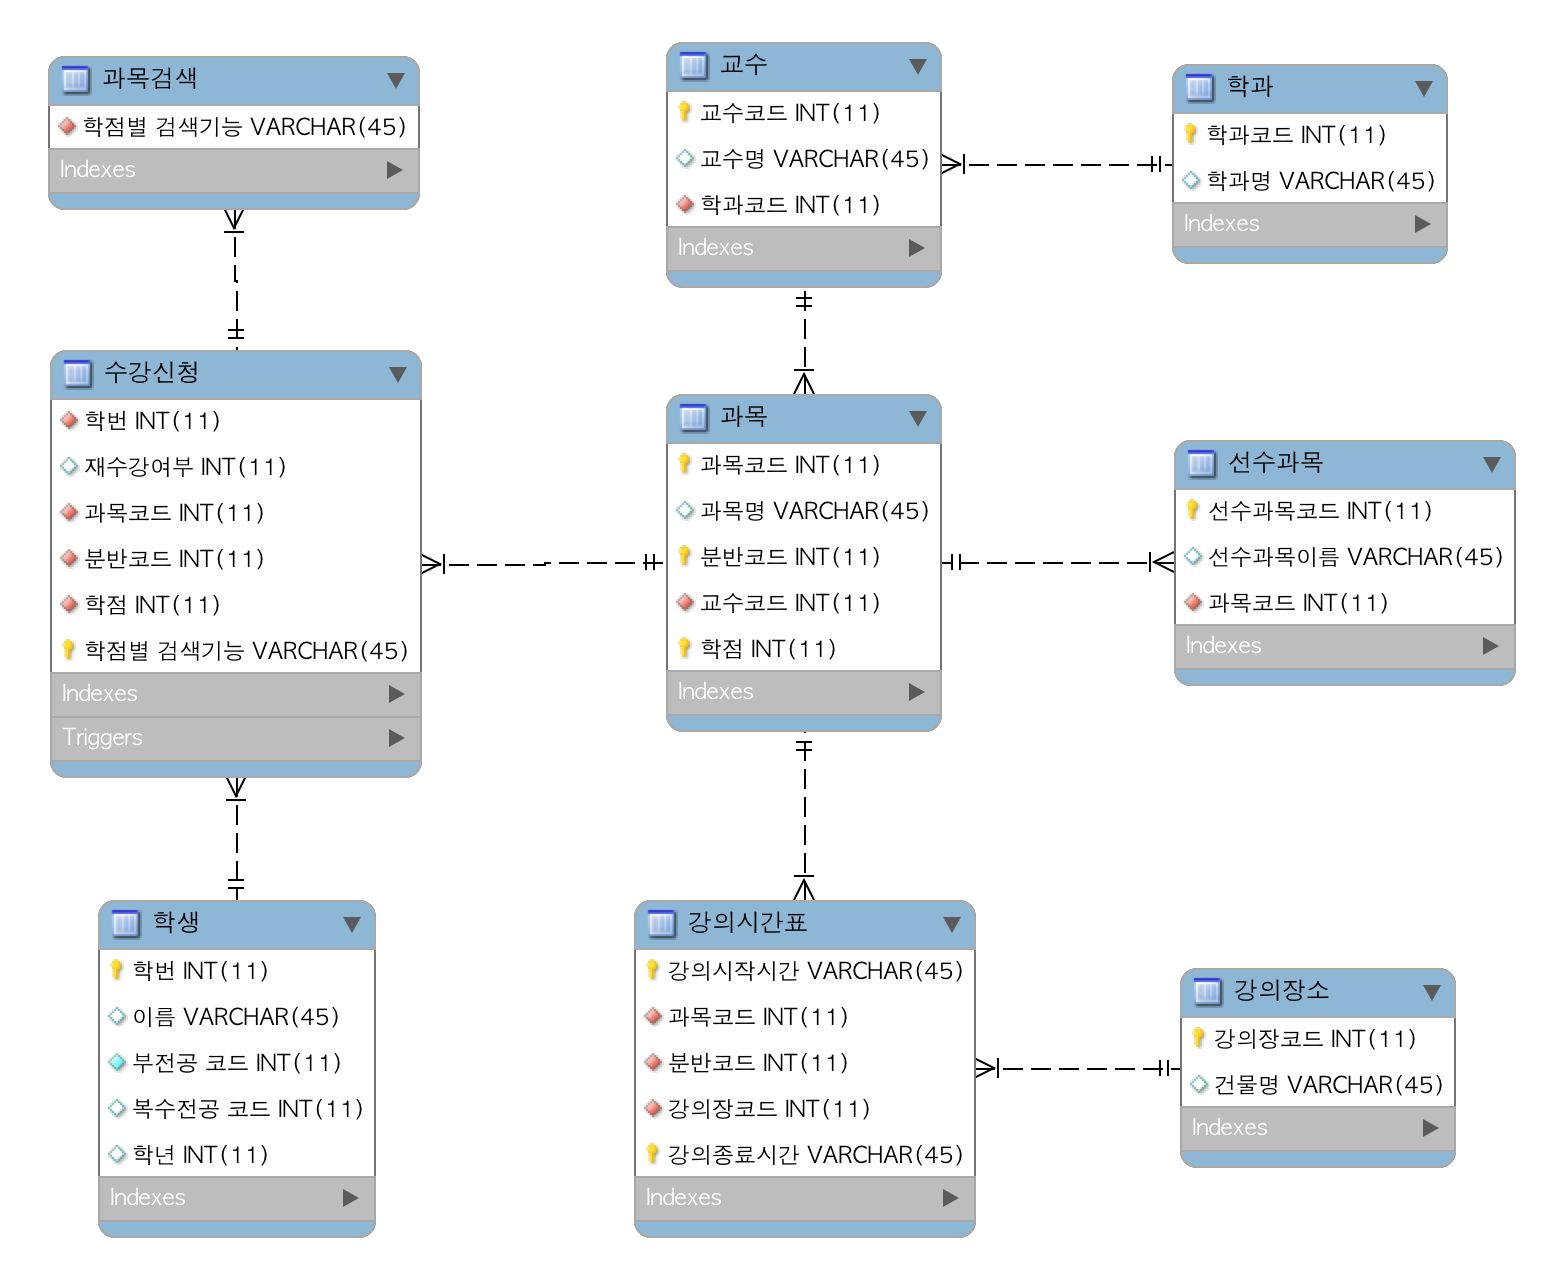 과목검색
학점별 검색기능 VARCHAR(45)
Indexes
교수
교수코드 INT(11)
교수명 VARCHAR(45)
학과코드 INT(11)
Indexes
학과
학과코드 INT(11)
학과명 VARCHAR(45)
Indexes
수강신청
학번 INT(11)
재수강여부 INT(11)
과목코드 INT(11)
분반코드 INT(11)
학점 INT(11)
학점별 검색기능 VARCHAR(45)
Indexes
Triggers
과목
과목코드 INT(11)
과목명 VARCHAR(45)
분반코드 INT(11)
교수코드 INT(11)
학점 INT(11)
Indexes
선수과목
선수과목코드 INT(11)
선수과목이름 VARCHAR(45)
과목코드 INT(11)
Indexes
학생
학번 INT(11)
이름 VARCHAR(45)
부전공 코드 INT(11)
복수전공 코드 INT(11)
학년 INT(11)
Indexes
강의시간표
강의시작시간 VARCHAR(45)
과목코드 INT(11)
분반코드 INT(11)
강의장코드 INT(11)
강의종료시간 VARCHAR(45)
Indexes
강의장소
강의장코드 INT(11)
건물명 VARCHAR(45)
Indexes